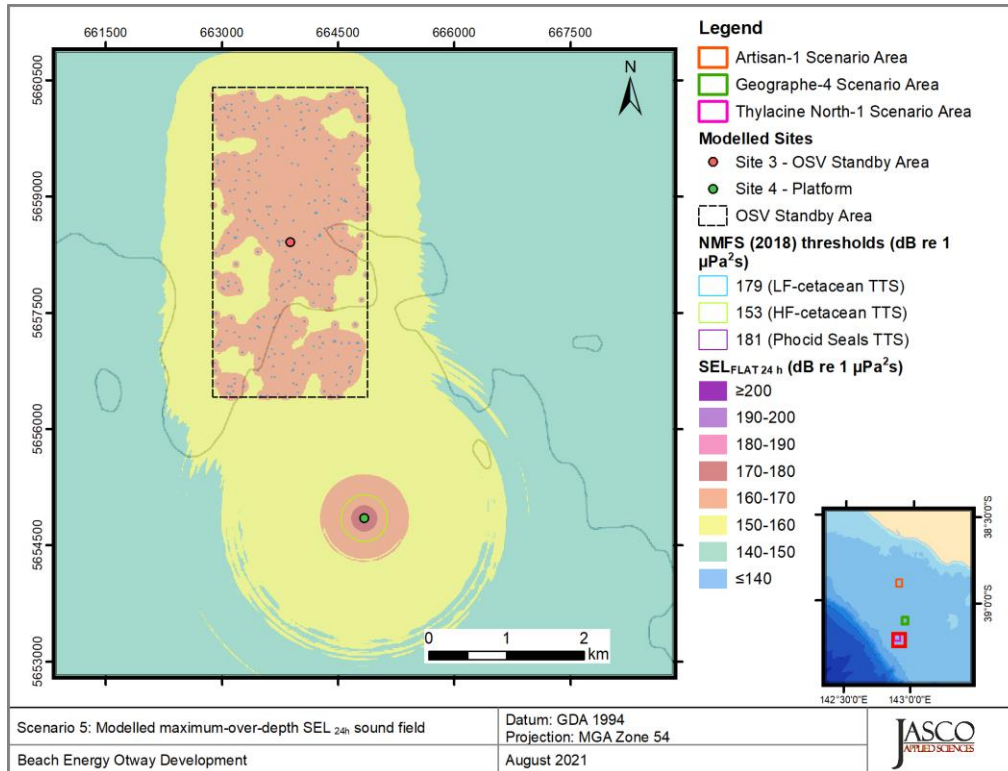 661500 663000 664500 666000 667500
5660500
5659000
5657500
5656000
5654500
5653000
N
0 1 2
km
Legend
Artisan-1 Scenario Area
Geographe-4 Scenario Area
Thylacine North-1 Scenario Area
Modelled Sites
Site 3 - OSV Standby Area
Site 4 - Platform
OSV Standby Area
NMFS (2018) thresholds (dB re 1
µPa²s)
179 (LF-cetacean TTS)
153 (HF-cetacean TTS)
181 (Phocid Seals TTS)
SEL FLAT 24 h (dB re 1 µPa²s)
≥200
190-200
180-190
170-180
160-170
150-160
140-150
≤140
38°30'0"S
39°0'0"S
142°30'0"E 143°0'0"E
Scenario 5: Modelled maximum-over-depth SEL 24h sound field
Datum: GDA 1994
Projection: MGA Zone 54
Beach Energy Otway Development
August 2021
JASCO
APPLIED SCIENCES